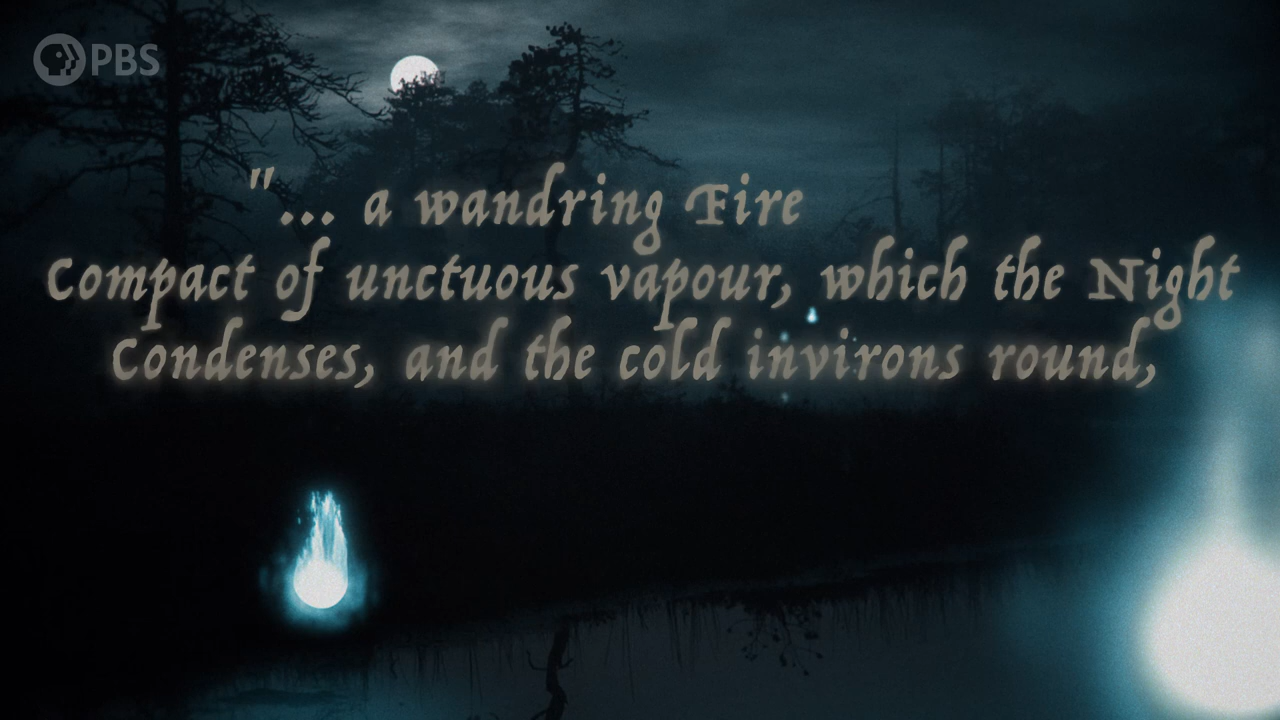 PBS
"... a wandring Fire
Compact of unctuous vapour, which the Night
Condenses, and the cold invirons round,